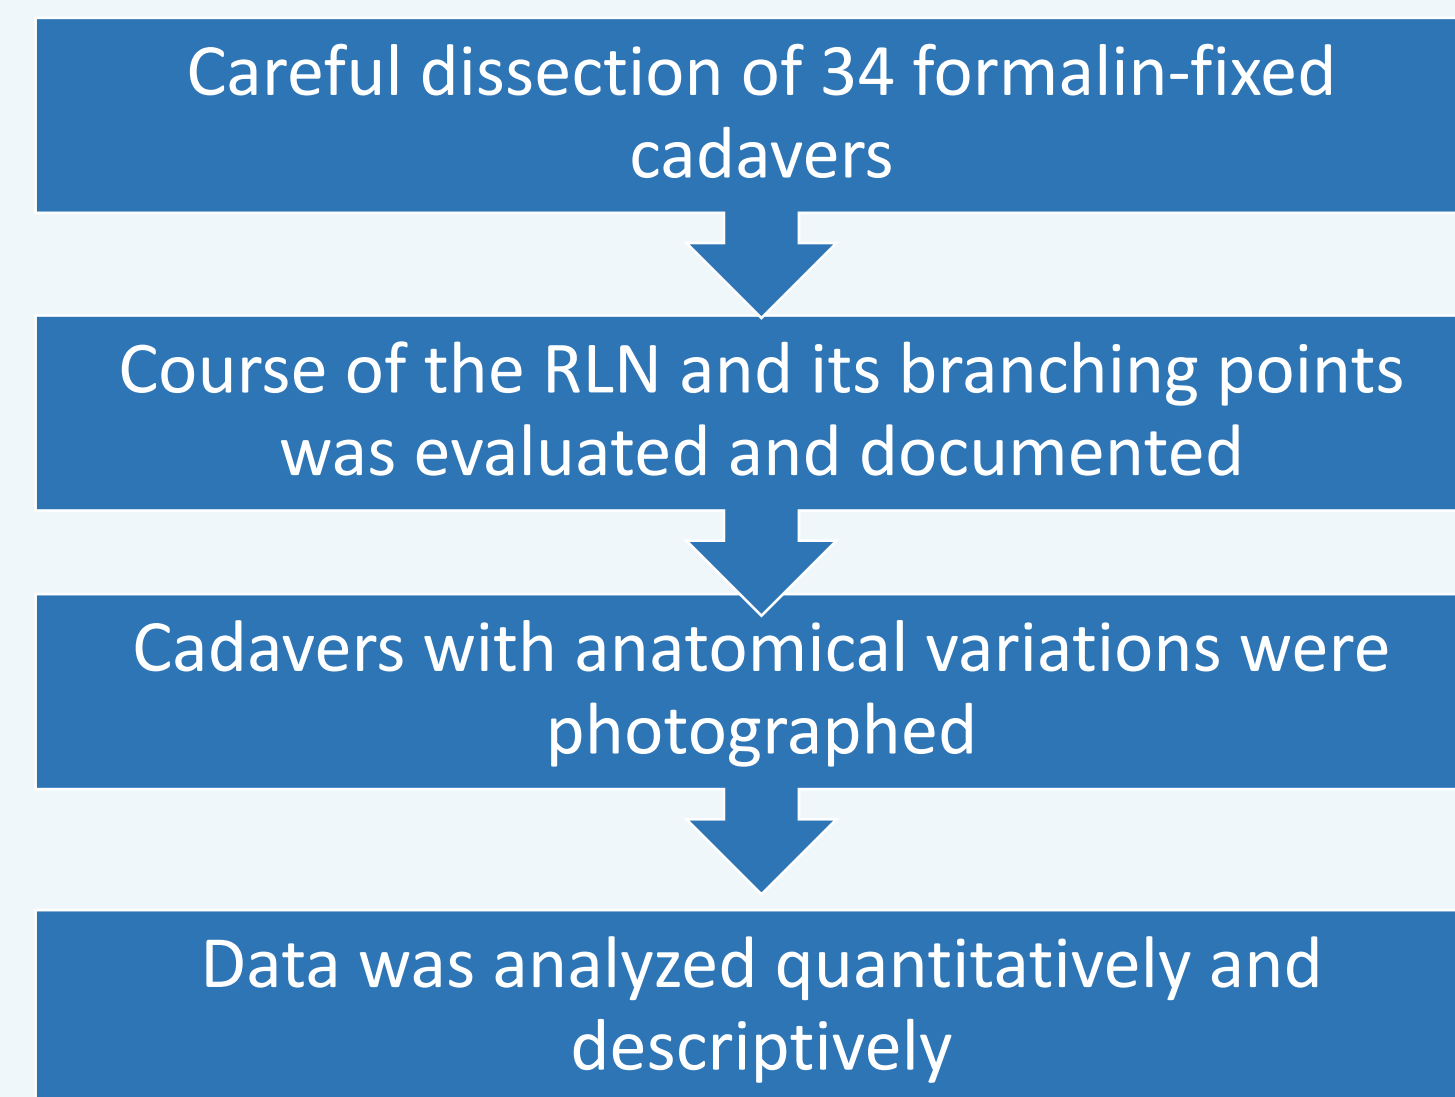 Careful dissection of 34 formalin-fixed
cadavers
Course of the RLN and its branching points
was evaluated and documented
Cadavers with anatomical variations were
photographed
Data was analyzed quantitatively and
descriptively